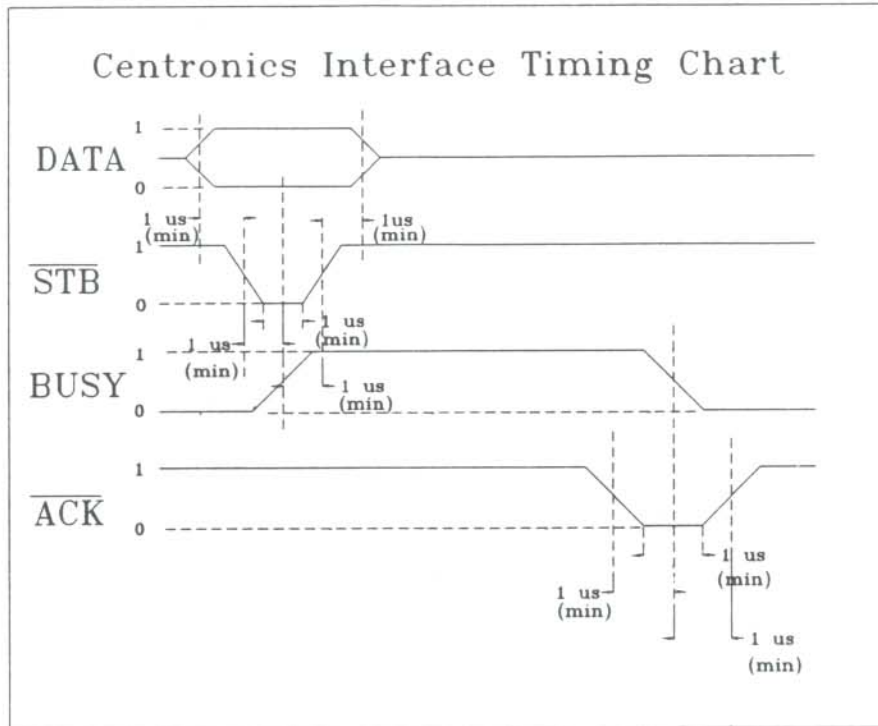 Centronics Interface Timing Chart
1
DATA
0
1 us
(min)
1us
(min)
1
STB
0
1 us
(min)
1 us
(min)
1
BUSY
0
1 us
(min)
1
ACK
0
1 us
(min)
1 us
(min)
1 us
(min)